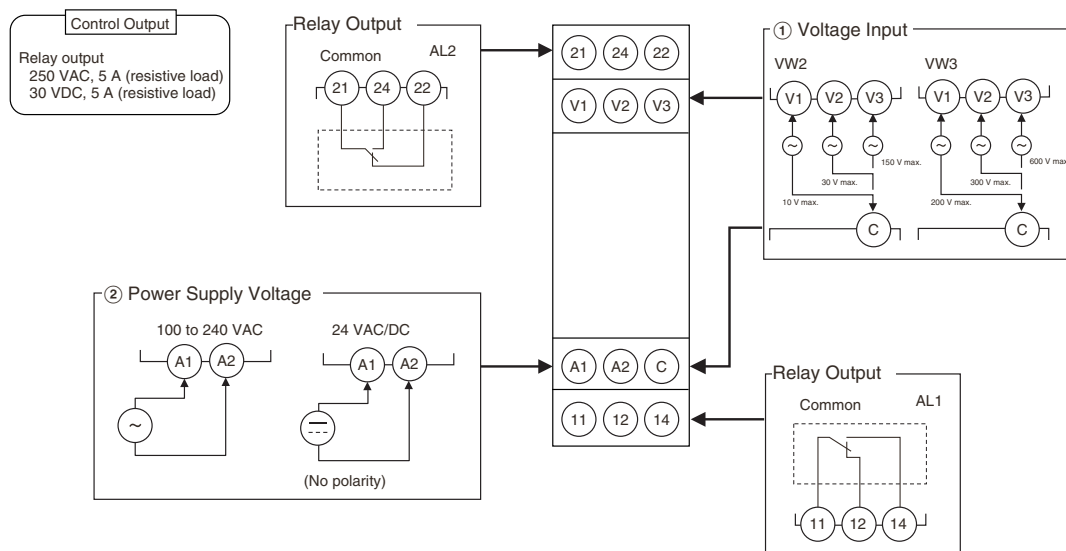 Control Output
Relay output
250 VAC, 5 A (resistive load)
30 VDC, 5 A (resistive load)
Relay Output
Common AL2
21 24 22
21 24 22
V1 V2 V3
① Voltage Input
VW2 VW3
V1 V2 V3 V1 V2 V3
150 V max. 600 V max.
30 V max. 300 V max.
10 V max. 200 V max.
C C
② Power Supply Voltage
100 to 240 VAC 24 VAC/DC
A1 A2 A1 A2
(No polarity)
A1 A2 C
11 12 14
Relay Output
Common AL1
11 12 14